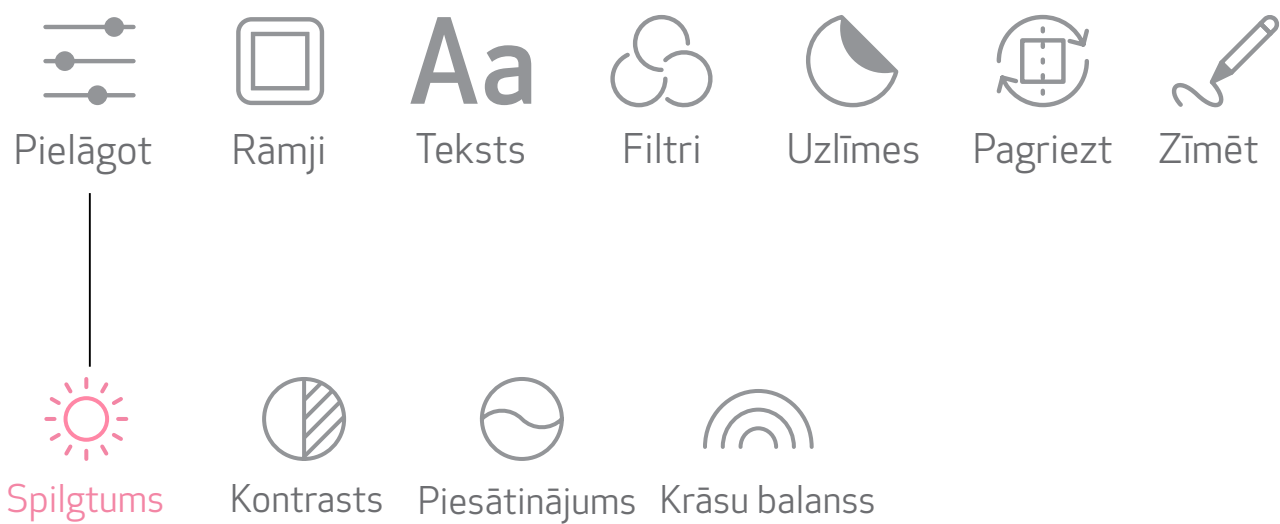 Aa
Pielāgot Rāmji Teksts Filtri Uzlīmes Pagriezt Zīmēt
Spilgtums Kontrasts Piesātinājums Krāsu balanss